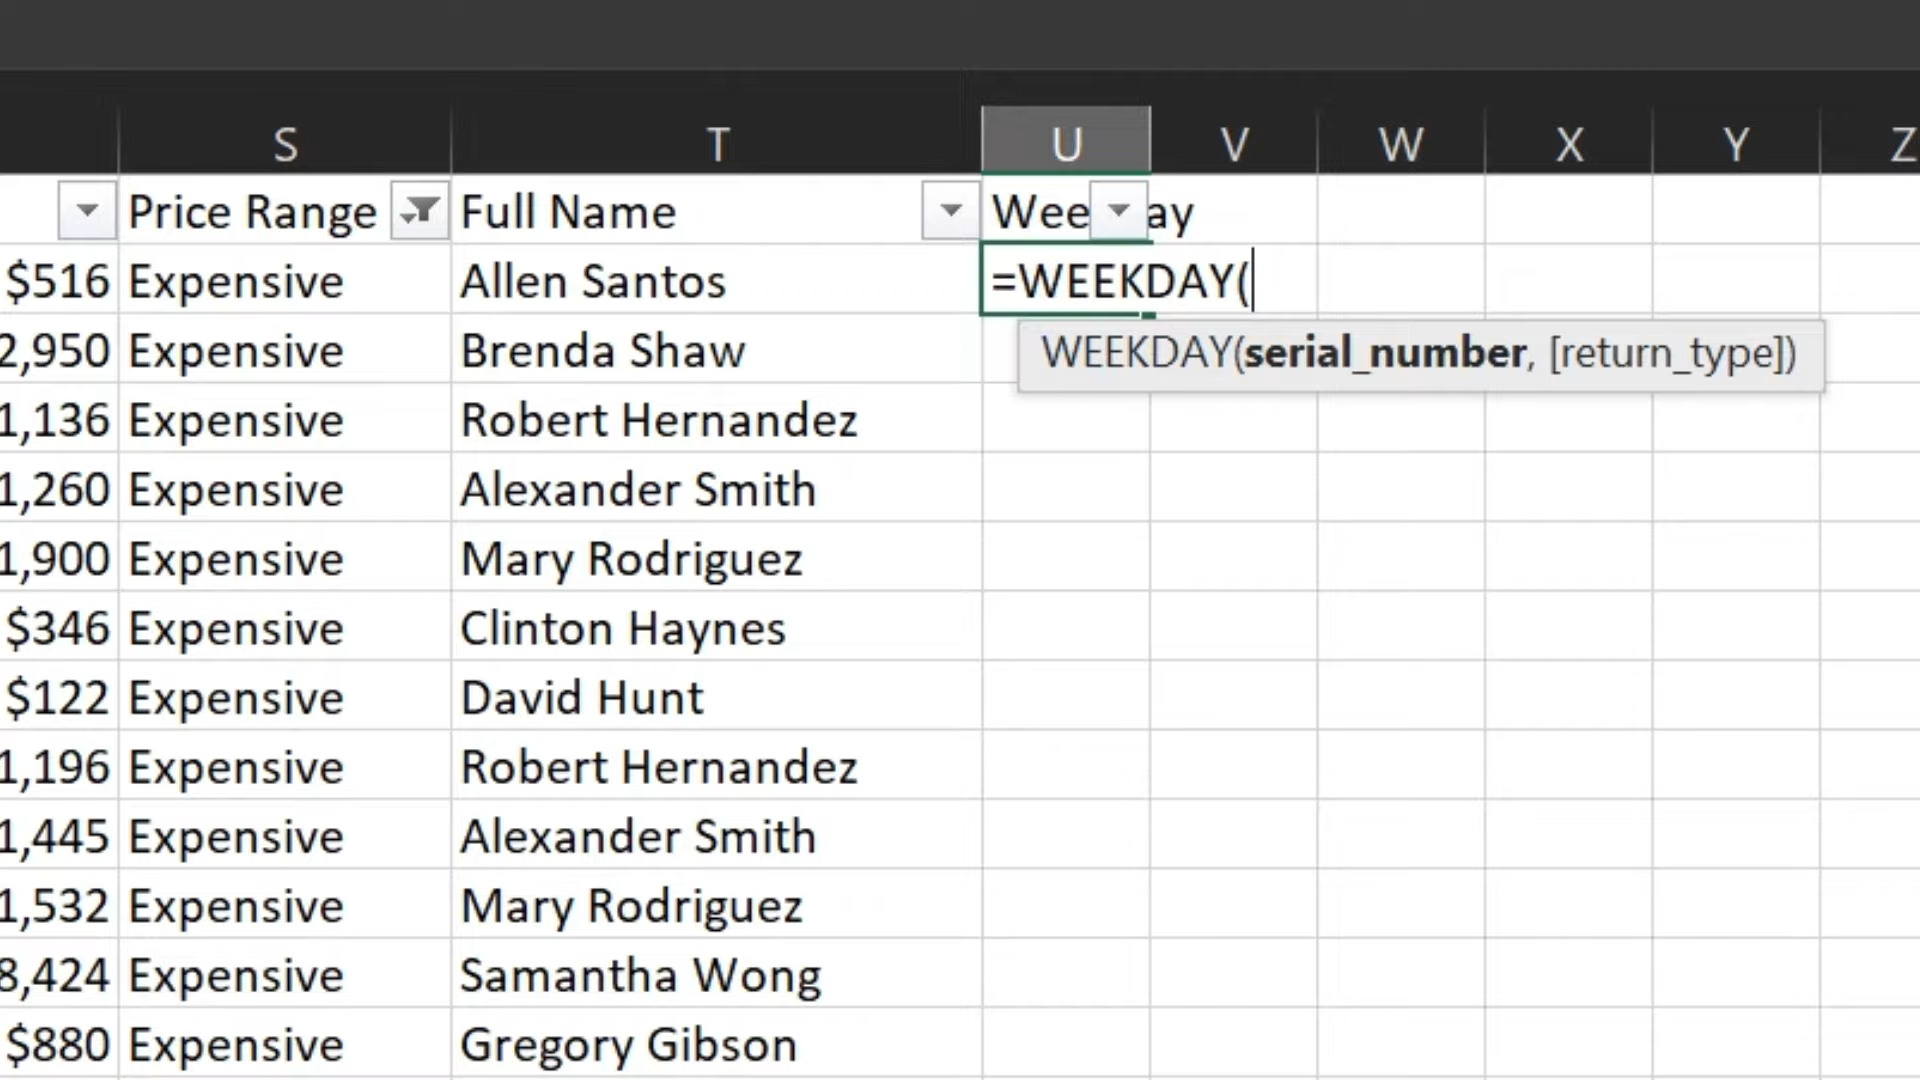 S T U V W X Y Z
Price Range Full Name Wee ay
$516 Expensive Allen Santos =WEEKDAY(
2,950 Expensive Brenda Shaw WEEKDAY(serial_number, [return_type])
1,136 Expensive Robert Hernandez
1,260 Expensive Alexander Smith
1,900 Expensive Mary Rodriguez
$346 Expensive Clinton Haynes
$122 Expensive David Hunt
1,196 Expensive Robert Hernandez
1,445 Expensive Alexander Smith
1,532 Expensive Mary Rodriguez
8,424 Expensive Samantha Wong
$880 Expensive Gregory Gibson